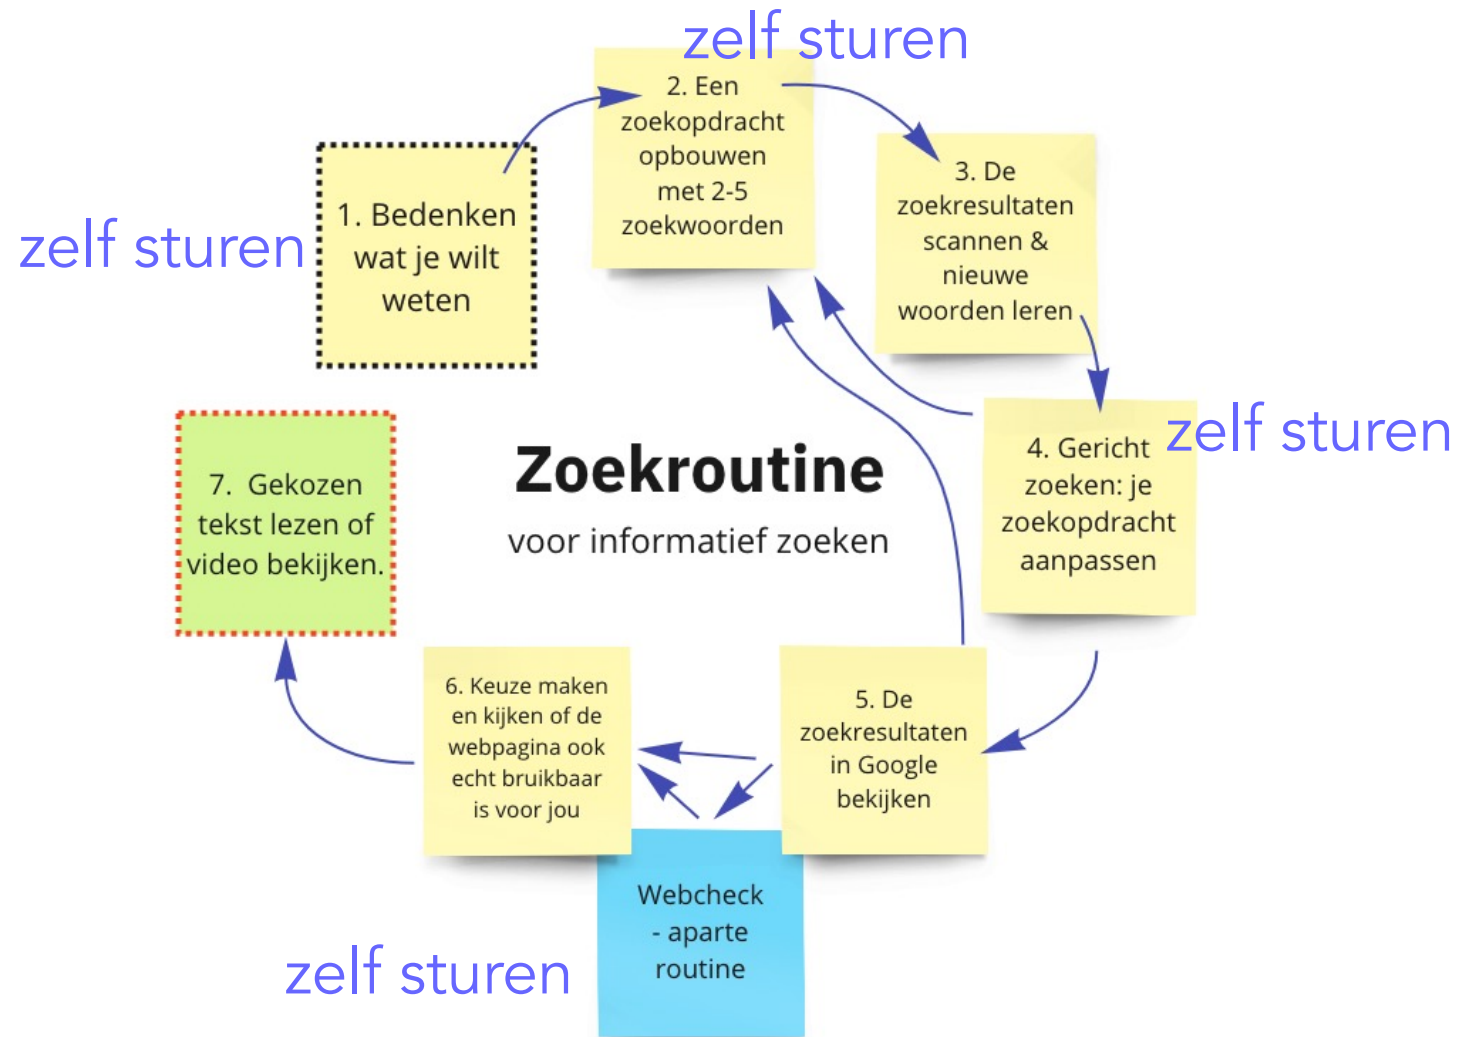 zelf sturen
2. Een
zoekopdracht
opbouwen
met 2-5
zoekwoorden
zelf sturen
1. Bedenken
wat je wilt
weten
3. De
zoekresultaten
scannen &
nieuwe
woorden leren
zelf sturen
4. Gericht
zoeken: je
zoekopdracht
aanpassen
Zoekroutine
voor informatief zoeken
7. Gekozen
tekst lezen of
video bekijken.
6. Keuze maken
en kijken of de
webpagina ook
echt bruikbaar
is voor jou
5. De
zoekresultaten
in Google
bekijken
Webcheck
- aparte
routine
zelf sturen